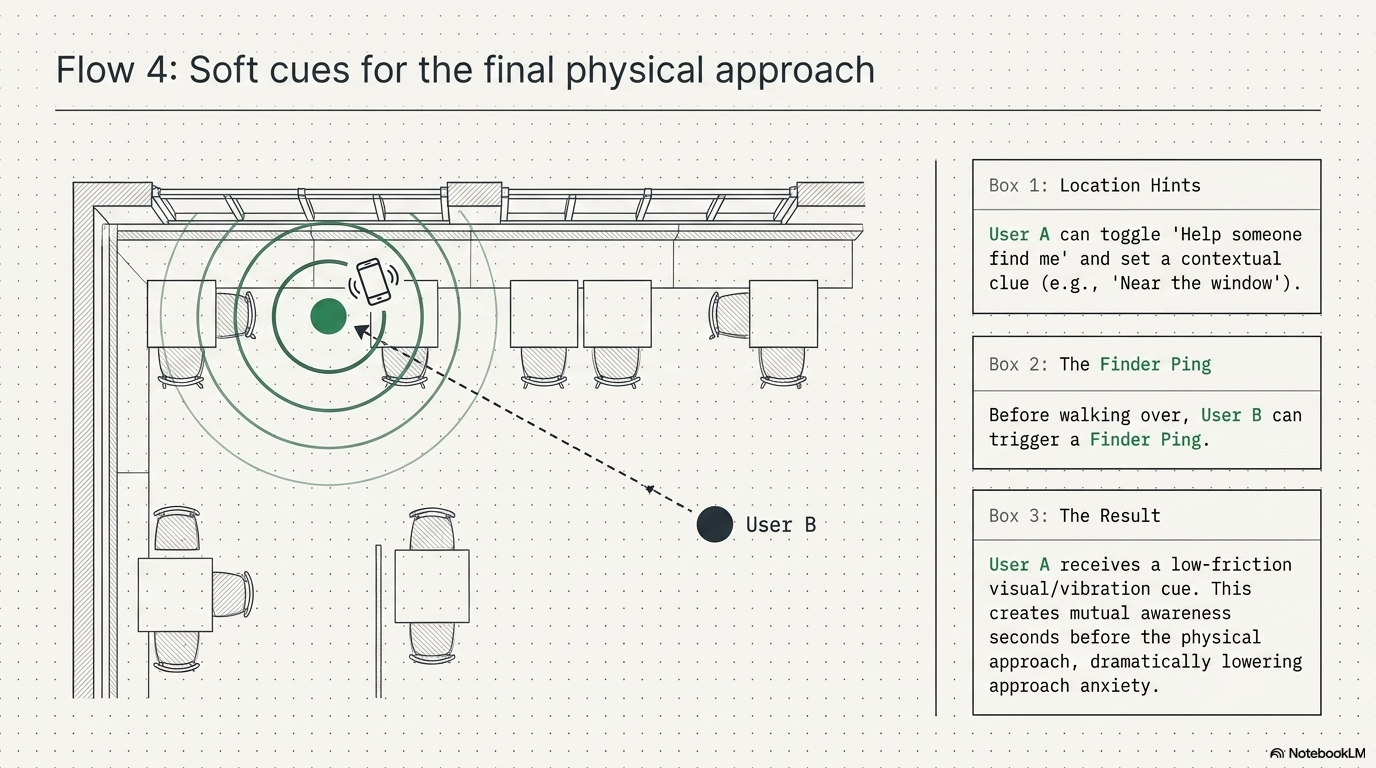 Flow 4: Soft cues for the final physical approach
User B
Box 1: Location Hints
User A can toggle 'Help someone
find me' and set a contextual
clue (e.g., 'Near the window').
Box 2: The Finder Ping
Before walking over, User B can
trigger a Finder Ping.
Box 3: The Result
User A receives a low-friction
visual/vibration cue. This
creates mutual awareness
seconds before the physical
approach, dramatically lowering
approach anxiety.
NotebookLM